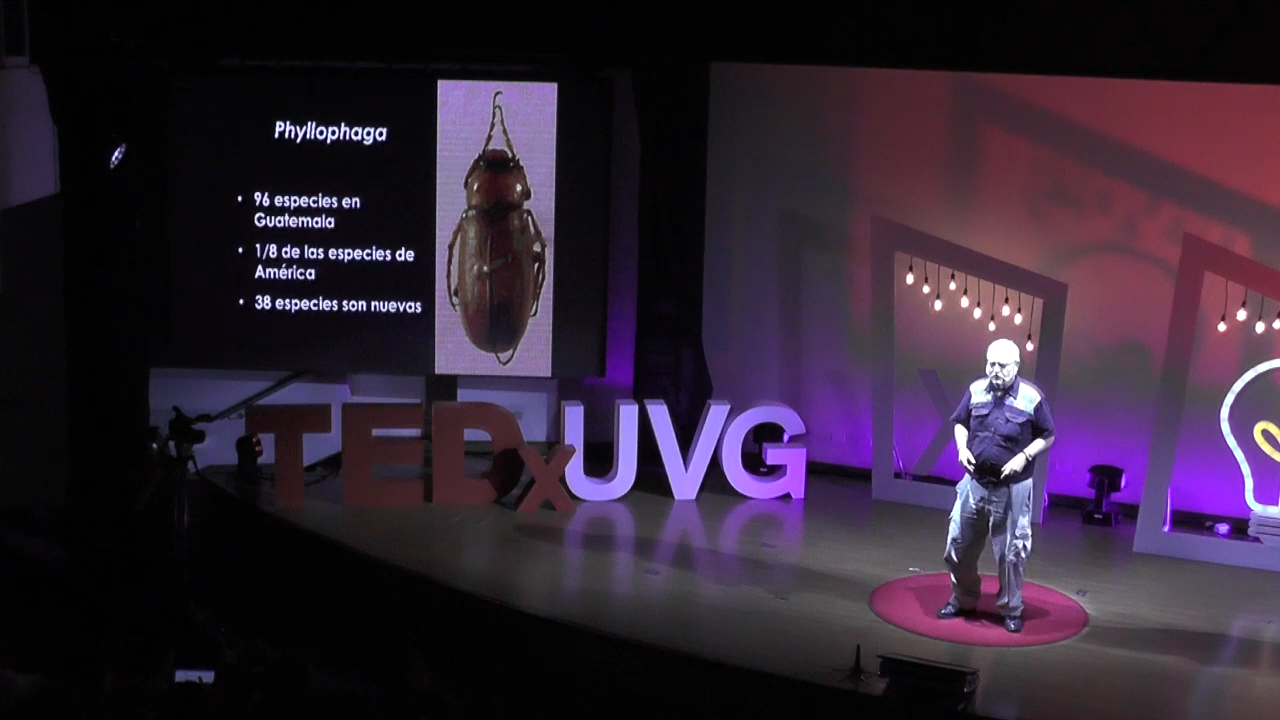 Phyllophaga
• 96 especies en
Guatemala
• 1/8 de las especies de
América
• 38 especies son nuevas
TEDxUVG